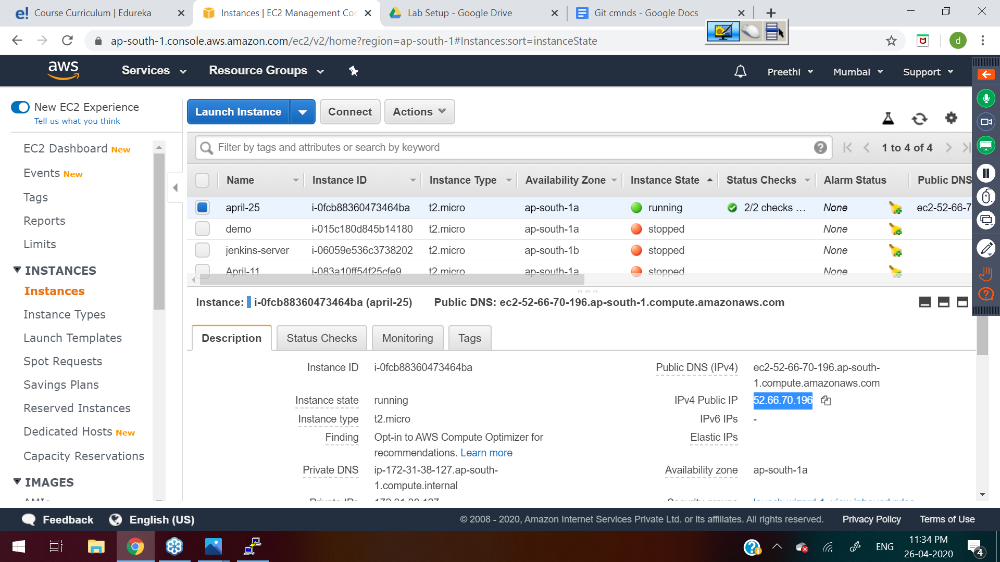 Course Curriculum | Edureka
Instances | EC2 Management Con
Lab Setup - Google Drive
Git cmnds - Google Docs
ap-south-1.console.aws.amazon.com/ec2/v2/home?region=ap-south-1#Instances:sort=instanceState
d
aws
Services
Resource Groups
Preethi
Mumbai
Support
New EC2 Experience
Tell us what you think
Launch Instance
Connect
Actions
Filter by tags and attributes or search by keyword
1 to 4 of 4
EC2 Dashboard New
Events New
Tags
Reports
Limits
INSTANCES
Instances
Instance Types
Launch Templates
Spot Requests
Savings Plans
Reserved Instances
Dedicated Hosts New
Capacity Reservations
IMAGES
AMIs
Name Instance ID Instance Type Availability Zone Instance State Status Checks Alarm Status Public DNS
april-25 i-0fcb88360473464ba t2.micro ap-south-1a running 2/2 checks ... None ec2-52-66-7
demo i-015c180d845b14180 t2.micro ap-south-1a stopped None
jenkins-server i-06059e536c3738202 t2.micro ap-south-1b stopped None
April-11 i-083a10ff54f25cfe9 t2.micro ap-south-1a stopped None
Instance: i-0fcb88360473464ba (april-25) Public DNS: ec2-52-66-70-196.ap-south-1.compute.amazonaws.com
Description
Status Checks
Monitoring
Tags
Instance ID i-0fcb88360473464ba
Public DNS (IPv4) ec2-52-66-70-196.ap-south-
1.compute.amazonaws.com
Instance state running
IPv4 Public IP 52.66.70.196
Instance type t2.micro
IPv6 IPs -
Finding Opt-in to AWS Compute Optimizer for
recommendations. Learn more
Elastic IPs
Private DNS ip-172-31-38-127.ap-south-
1.compute.internal
Availability zone ap-south-1a
Private IPs 172.31.38.127
Security groups launch-wizard-1. view inbound rules
Feedback
English (US)
© 2008 - 2020, Amazon Internet Services Private Ltd. or its affiliates. All rights reserved.
Privacy Policy
Terms of Use
ENG
11:34 PM
26-04-2020
4